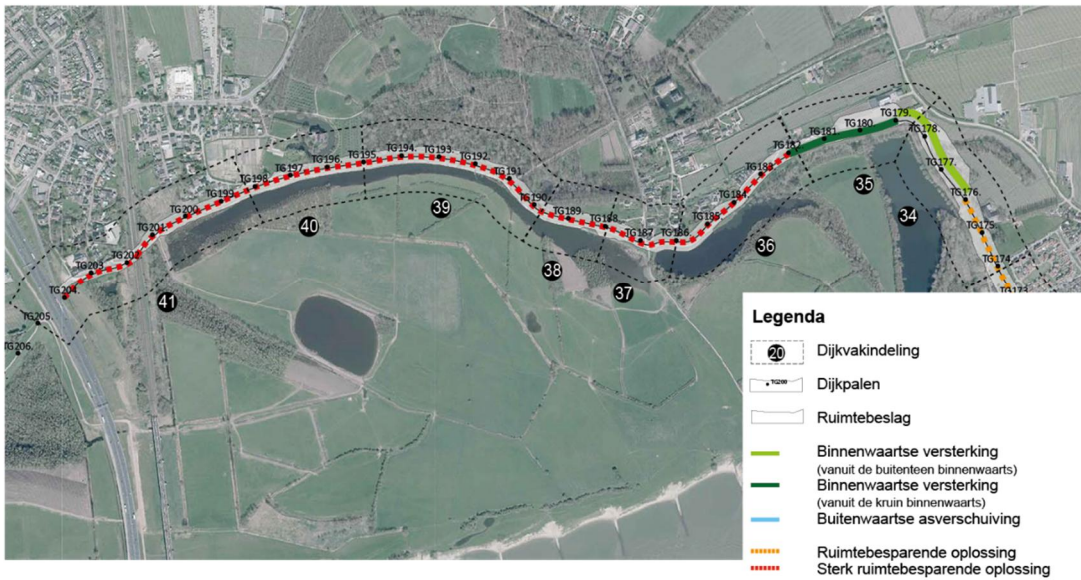 TG204.
TG203.
TG202.
TG201.
TG200.
TG199.
TG198.
TG197.
TG196.
TG195.
TG194.
TG193.
TG192.
TG191.
TG190.
TG189.
TG188.
TG187.
TG186.
TG185.
TG184.
TG183.
TG182.
TG181.
TG180.
TG179.
TG178.
TG177.
TG176.
TG175.
TG174.
TG173.
TG205.
TG206.
41
40
39
38
37
36
35
34
Legenda
20 Dijkvakindeling
TG200 Dijkpalen
Ruimtebeslag
Binnenwaartse versterking
(vanuit de buitenteen binnenwaarts)
Binnenwaartse versterking
(vanuit de kruin binnenwaarts)
Buitenwaartse asverschuiving
Ruimtebesparende oplossing
Sterk ruimtebesparende oplossing